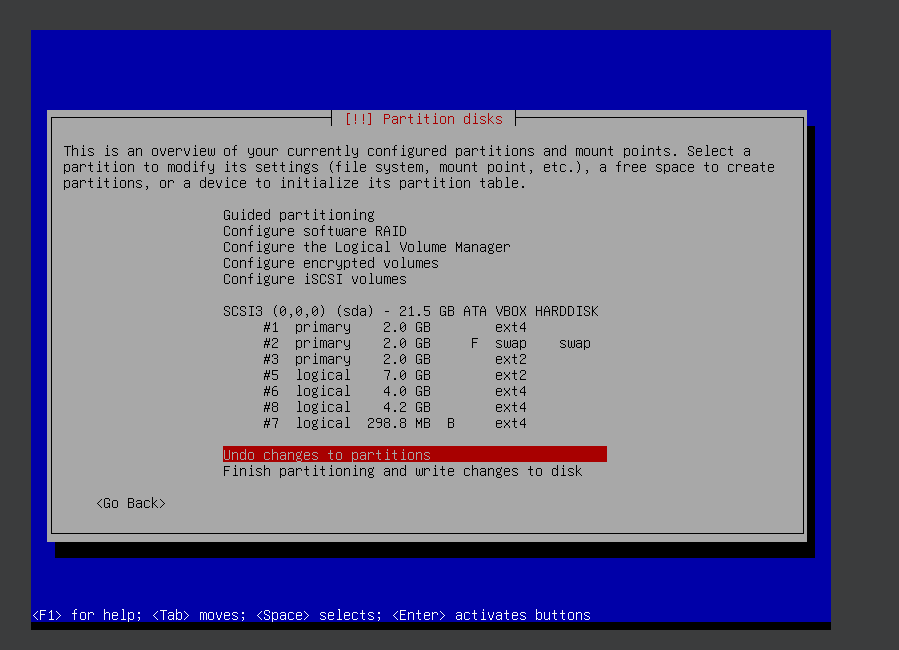 [!!] Partition disks
This is an overview of your currently configured partitions and mount points. Select a
partition to modify its settings (file system, mount point, etc.), a free space to create
partitions, or a device to initialize its partition table.
Guided partitioning
Configure software RAID
Configure the Logical Volume Manager
Configure encrypted volumes
Configure iSCSI volumes
SCSI3 (0,0,0) (sda) - 21.5 GB ATA VBOX HARDDISK
#1 primary 2.0 GB ext4
#2 primary 2.0 GB F swap swap
#3 primary 2.0 GB ext2
#5 logical 7.0 GB ext2
#6 logical 4.0 GB ext4
#8 logical 4.2 GB ext4
#7 logical 298.8 MB B ext4
Undo changes to partitions
Finish partitioning and write changes to disk
<Go Back>
<F1> for help; <Tab> moves; <Space> selects; <Enter> activates buttons